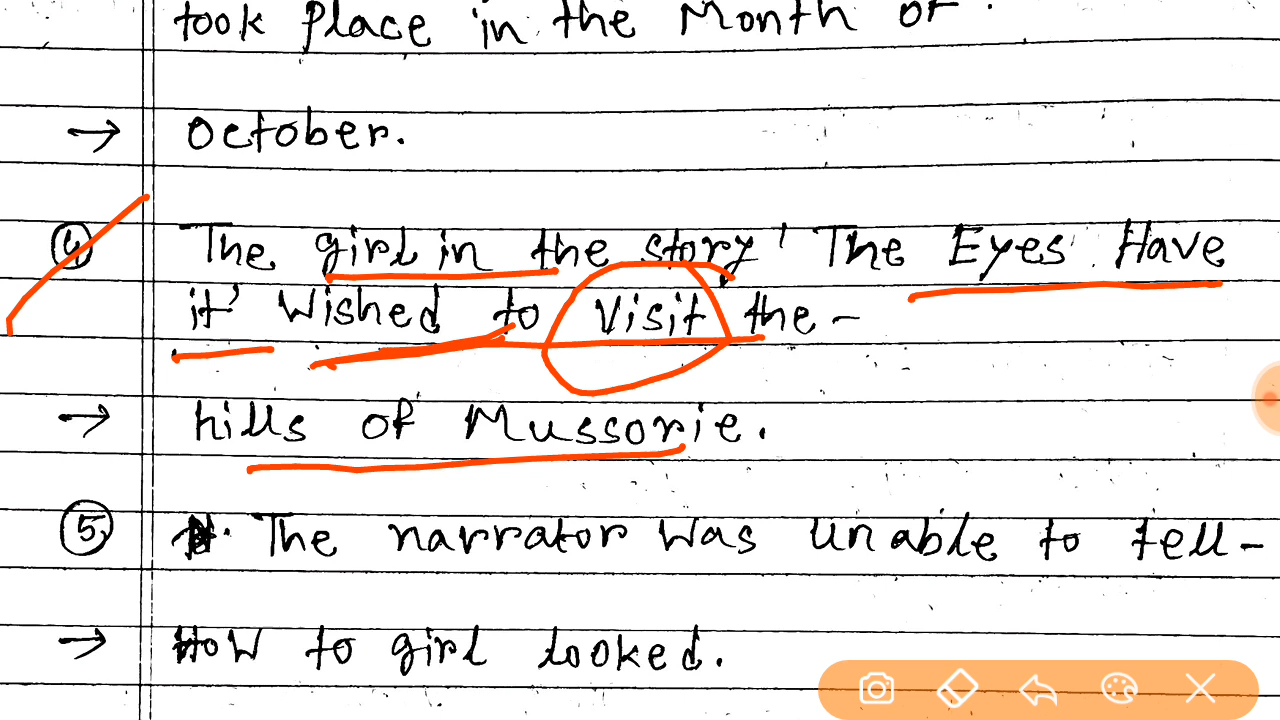 took Place in the Month of.
→ October.
④ The girl in the story 'The Eyes Have
it' Wished to Visit the -
→ hills of Mussorie.
⑤ The narrator was unable to tell -
→ How to girl looked.